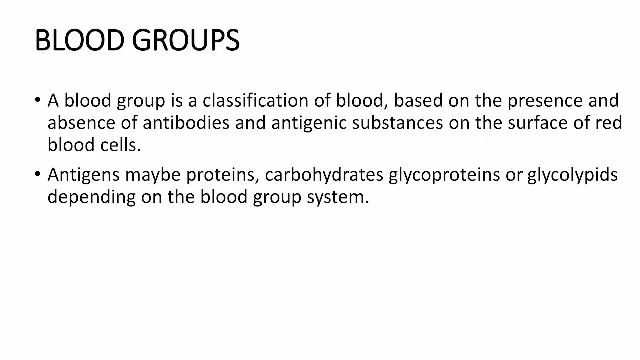 BLOOD GROUPS
• A blood group is a classification of blood, based on the presence and
absence of antibodies and antigenic substances on the surface of red
blood cells.
• Antigens maybe proteins, carbohydrates glycoproteins or glycolypids
depending on the blood group system.